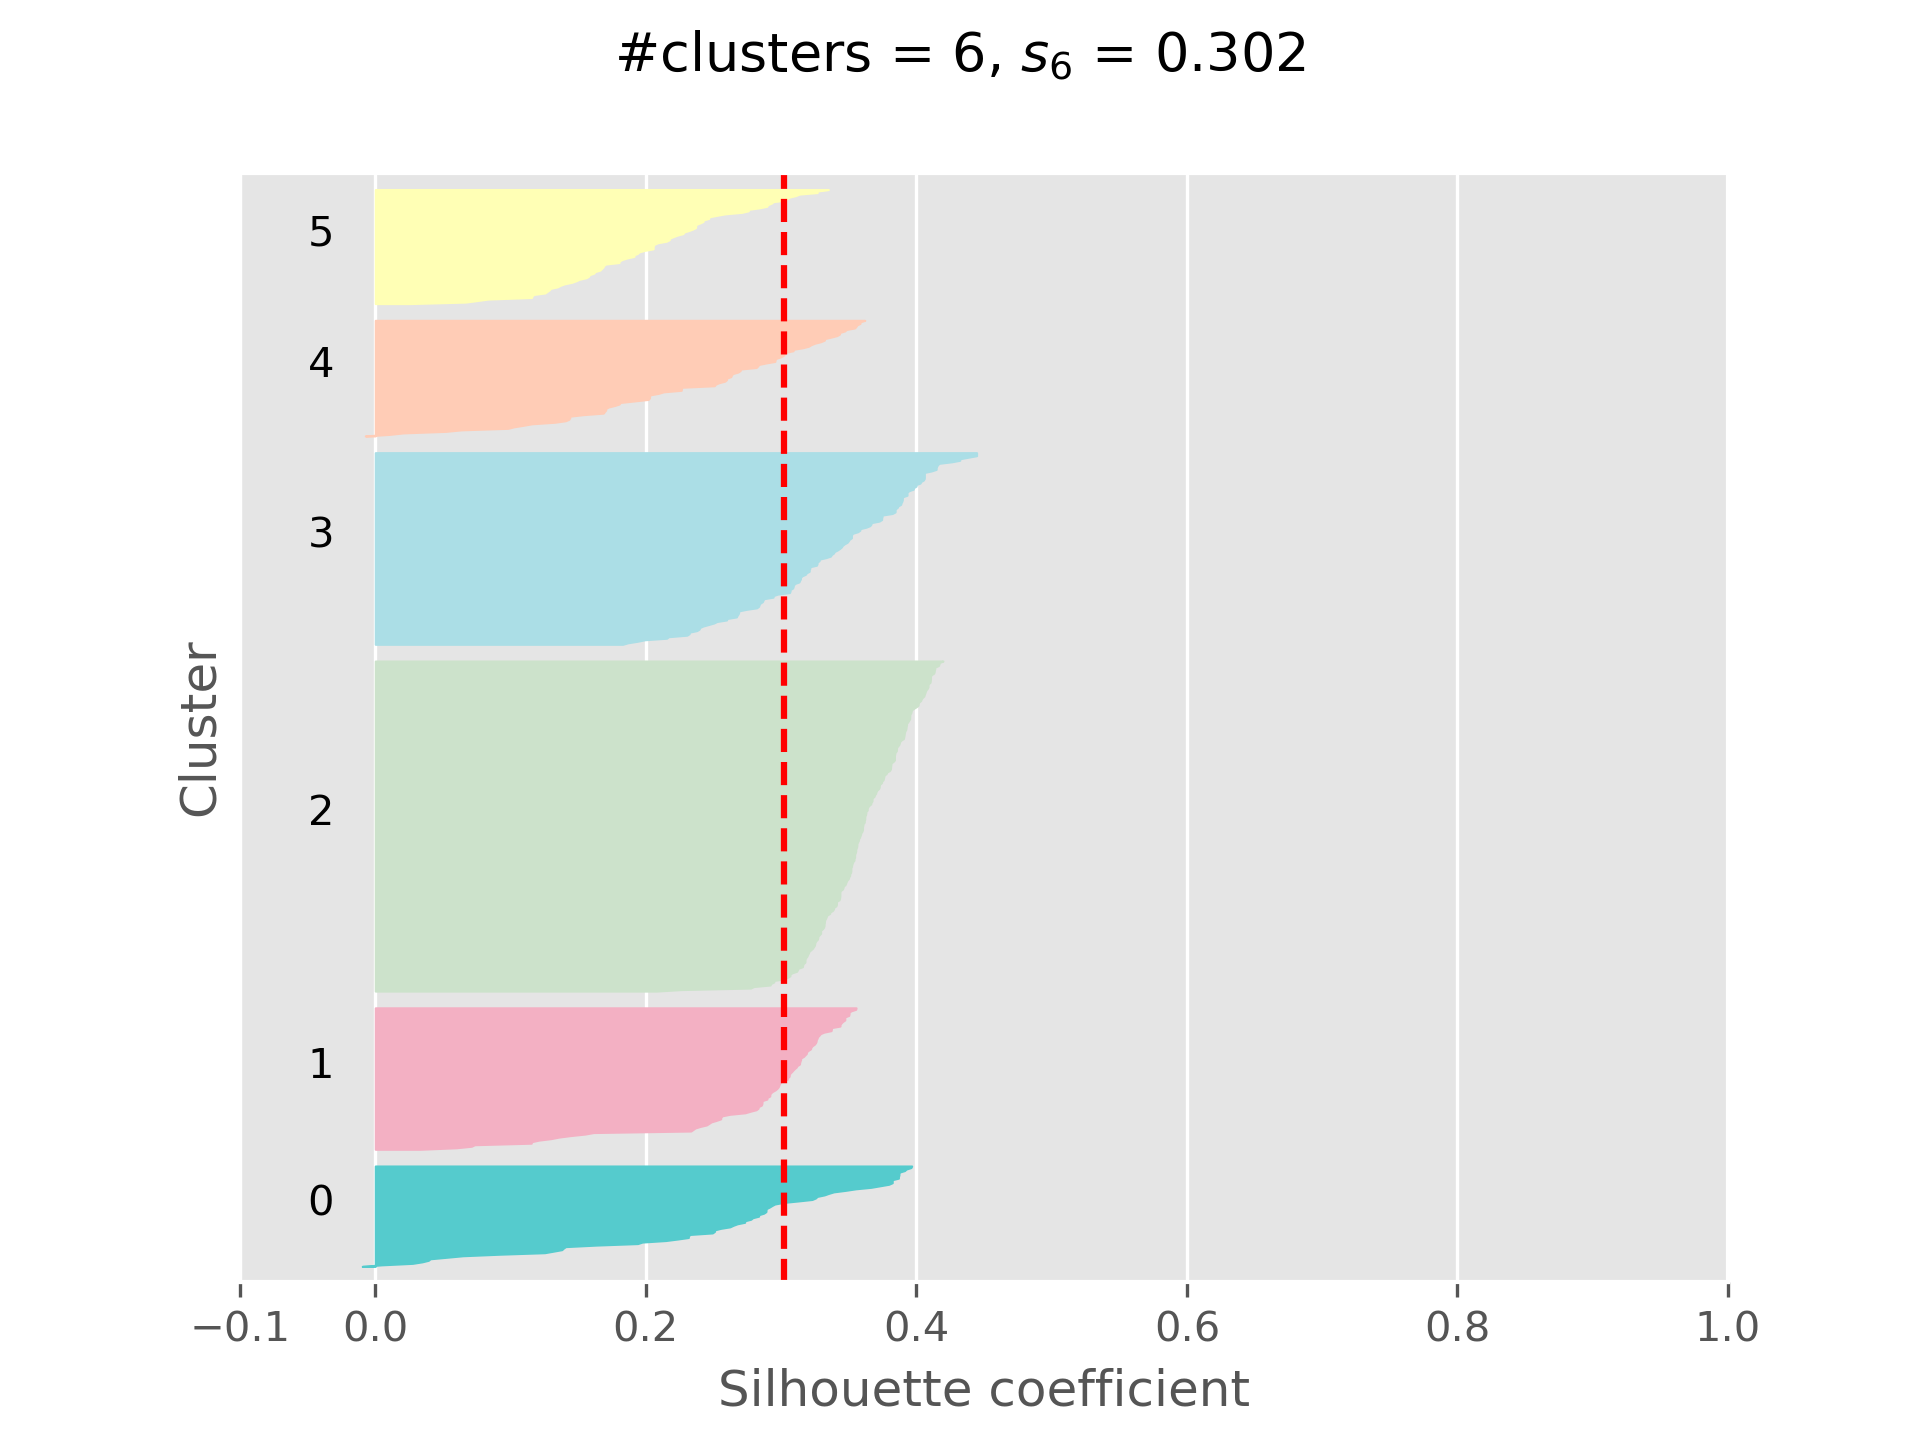 #clusters = 6, s₆ = 0.302
5
4
3
2
1
0
Cluster
−0.1 0.0 0.2 0.4 0.6 0.8 1.0
Silhouette coefficient